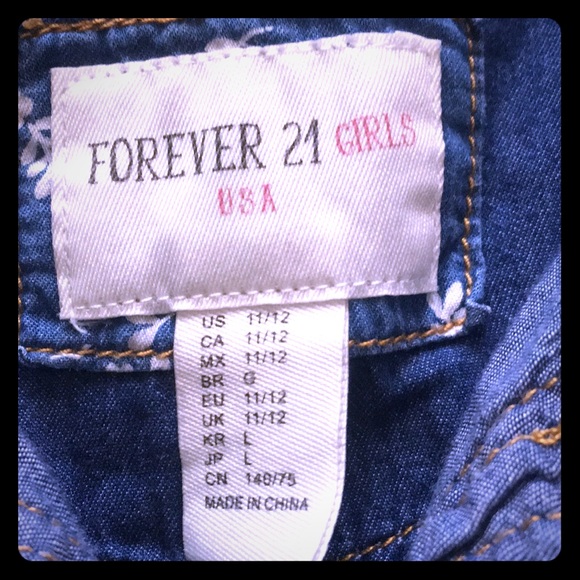 FOREVER 21 GIRLS
USA
US 11/12
CA 11/12
MX 11/12
BR G
EU 11/12
UK 11/12
KR L
JP L
CN 146/75
MADE IN CHINA